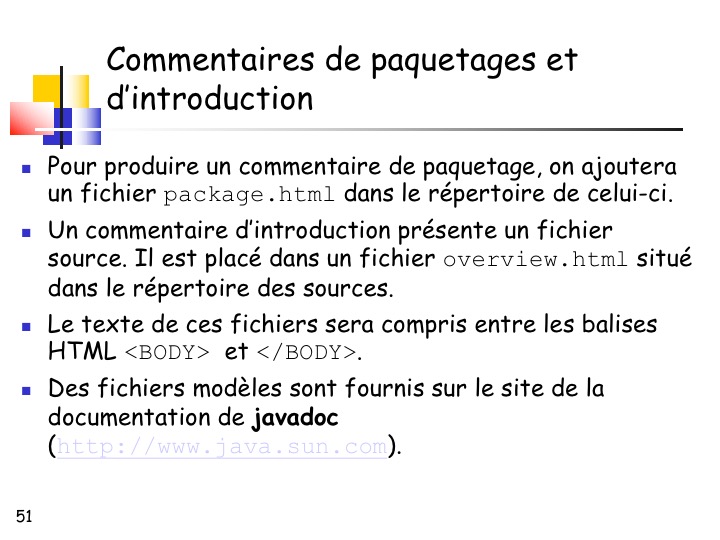 Commentaires de paquetages et
d’introduction
Pour produire un commentaire de paquetage, on ajoutera
un fichier package.html dans le répertoire de celui-ci.
Un commentaire d’introduction présente un fichier
source. Il est placé dans un fichier overview.html situé
dans le répertoire des sources.
Le texte de ces fichiers sera compris entre les balises
HTML <BODY> et </BODY>.
Des fichiers modèles sont fournis sur le site de la
documentation de javadoc
(http://www.java.sun.com).
51